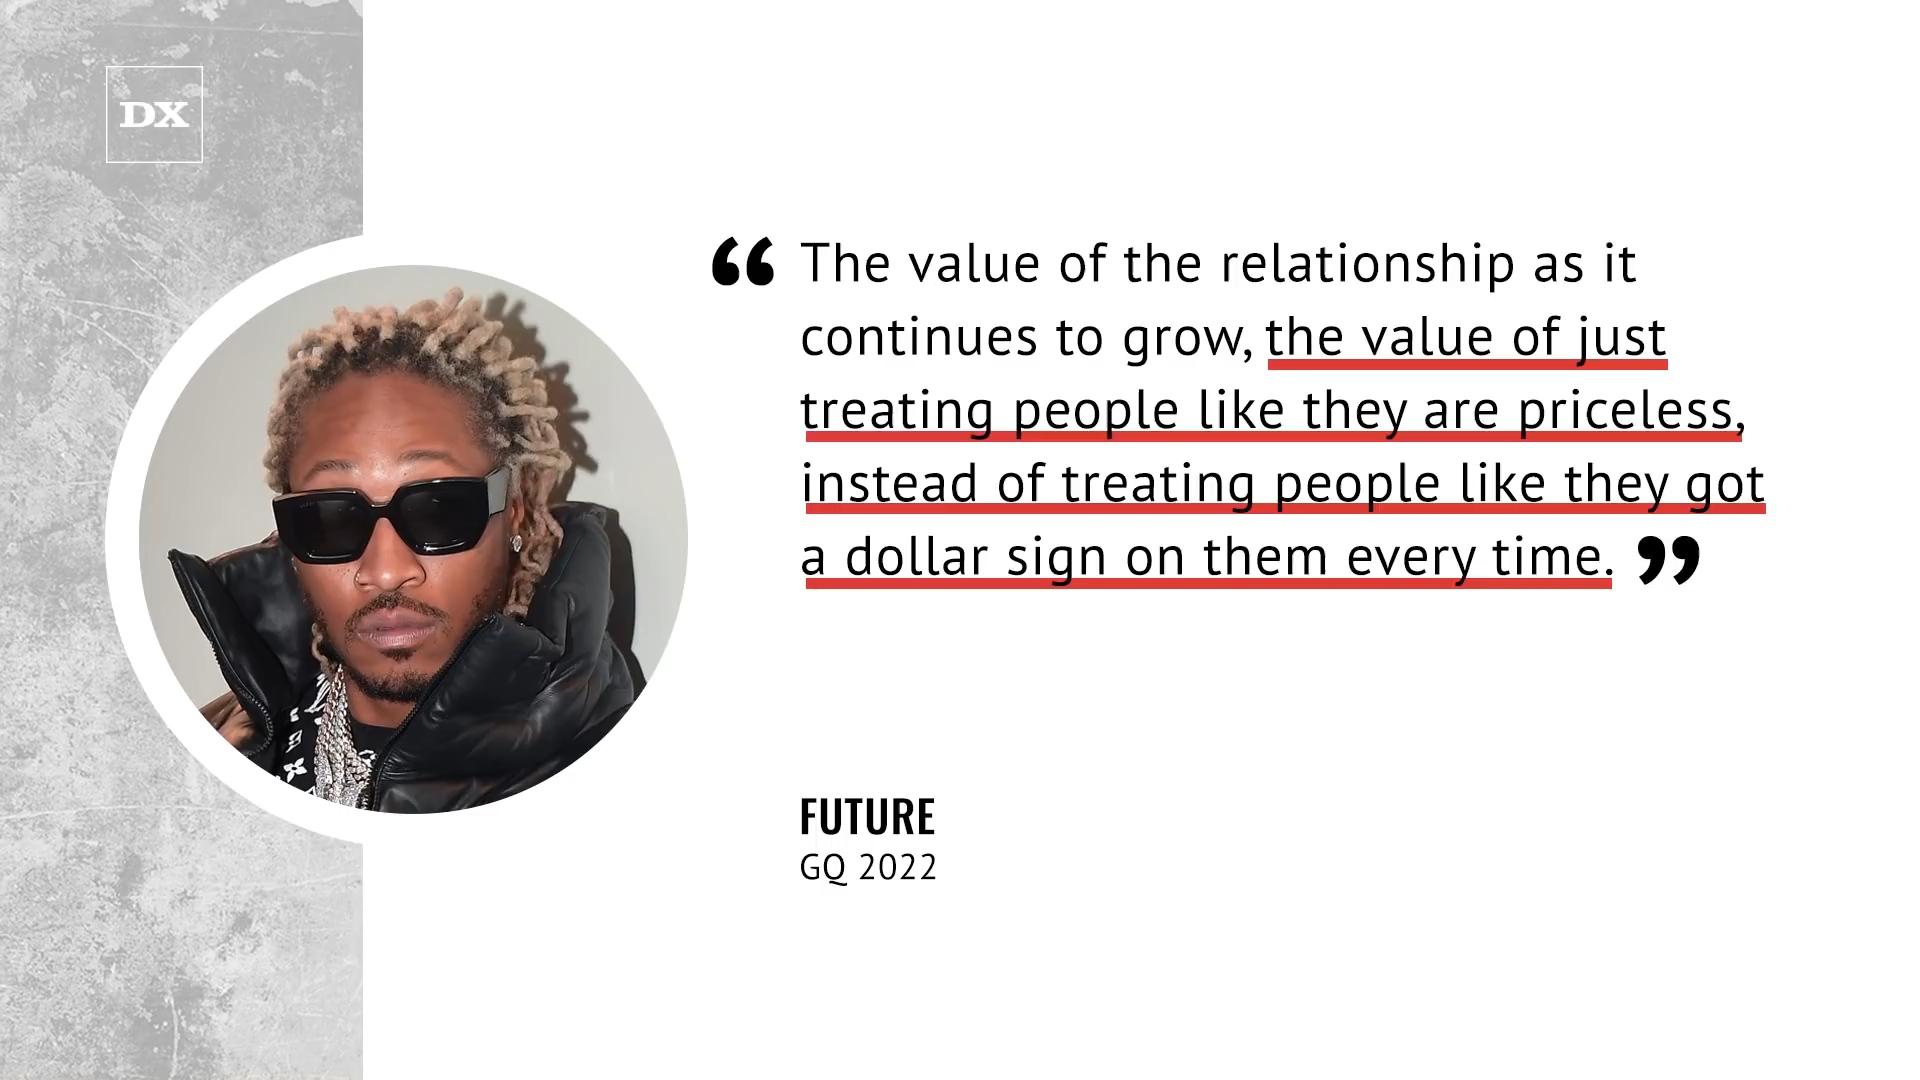 DX
“ The value of the relationship as it
continues to grow, the value of just
treating people like they are priceless,
instead of treating people like they got
a dollar sign on them every time. ”
FUTURE
GQ 2022